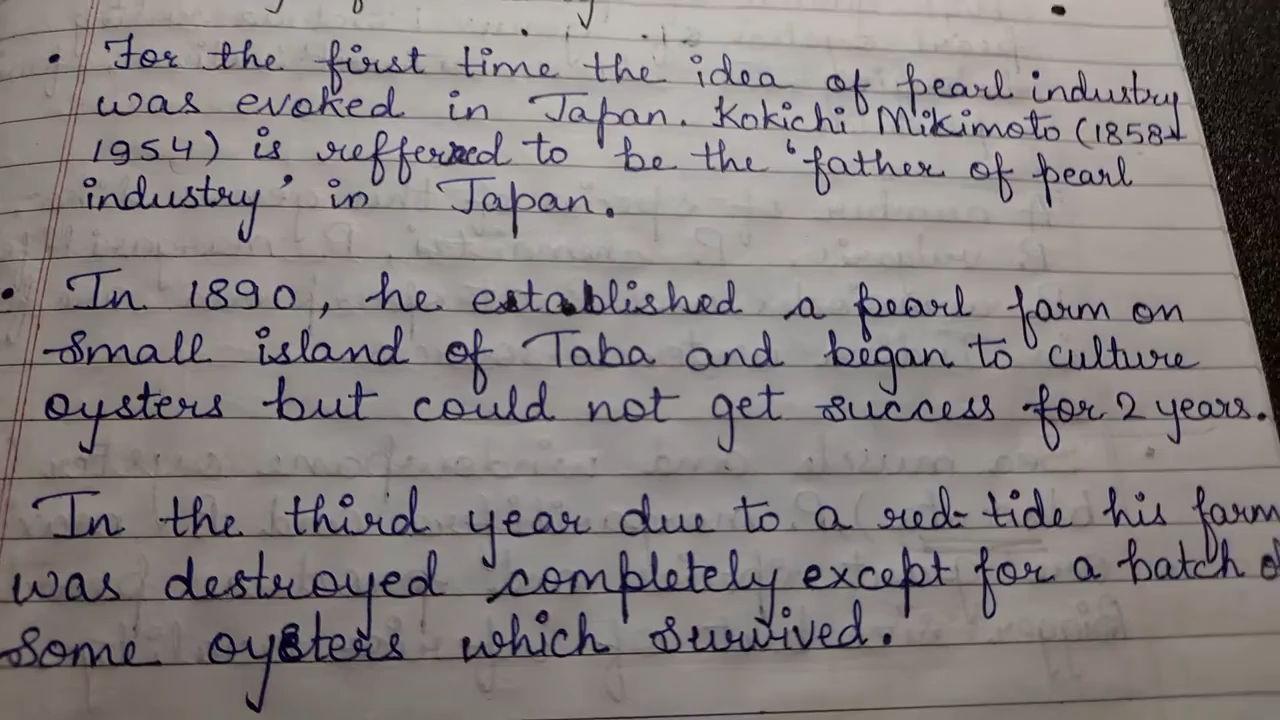 • For the first time the idea of pearl industry
was evoked in Japan. Kokichi Mikimoto (1858-
1954) is refferred to be the 'father of pearl
industry' in Japan.
• In 1890, he established a pearl farm on
small island of Taba and began to culture
oysters but could not get success for 2 years.
In the third year due to a red-tide his farm
was destroyed completely except for a batch
some oysters which survived.